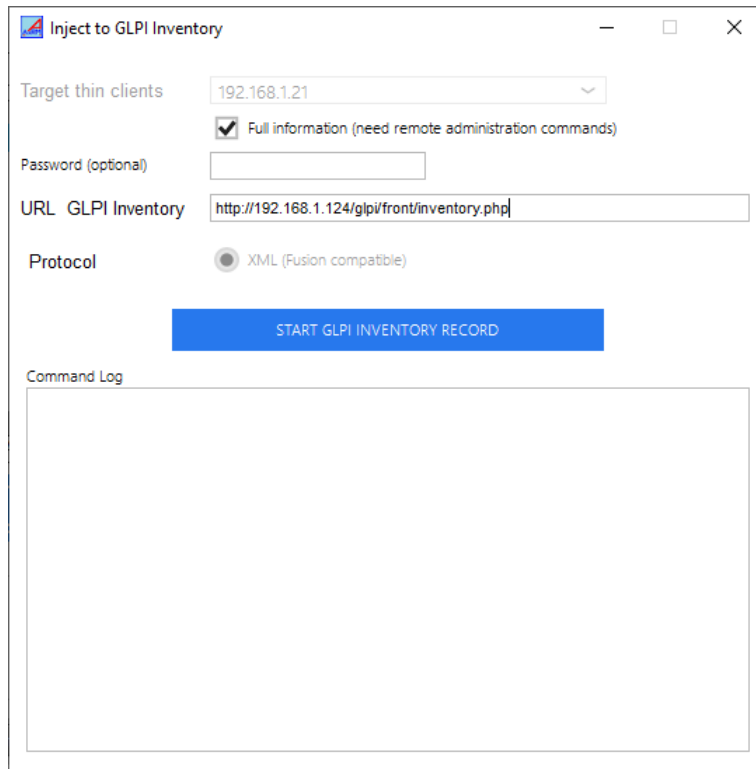 Inject to GLPI Inventory
Target thin clients 192.168.1.21
Full information (need remote administration commands)
Password (optional)
URL GLPI Inventory http://192.168.1.124/glpi/front/inventory.php
Protocol XML (Fusion compatible)
START GLPI INVENTORY RECORD
Command Log